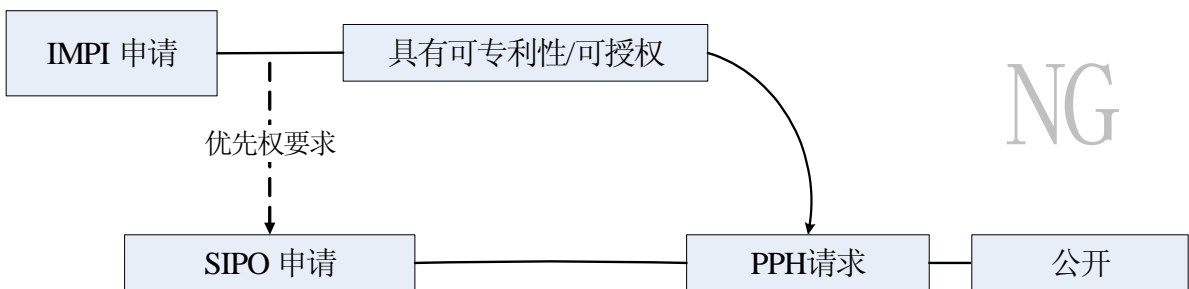 IMPI 申请
具有可专利性/可授权
NG
优先权要求
SIPO 申请
PPH请求
公开